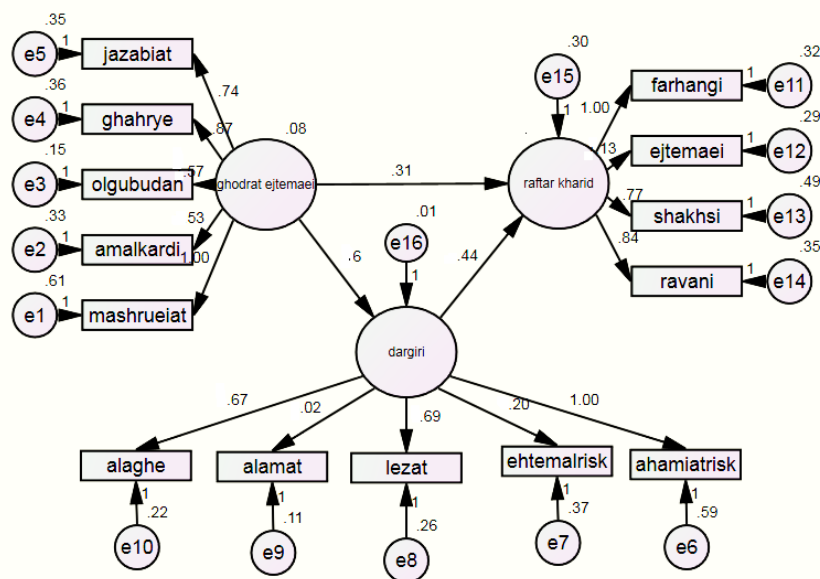 .35
e5
1
jazabiat
.74
.36
e4
1
ghahrye
.87
.08
.15
e3
1
olgubudan
.57
ghodrat ejtemaei
.33
e2
1
amalkardi
.53
.61
e1
1
mashrueiat
1.00
.31
.30
e15
1
raftar kharid
1.00
farhangi
1
.32
e11
.13
ejtemaei
1
.29
e12
.77
shakhsi
1
.49
e13
.84
ravani
1
.35
e14
.6
.44
.01
e16
1
dargiri
.67
.02
.69
.20
1.00
alaghe
alamat
lezat
ehtemalrisk
ahamiatrisk
1
1
1
1
1
.22
.11
.26
.37
.59
e10
e9
e8
e7
e6